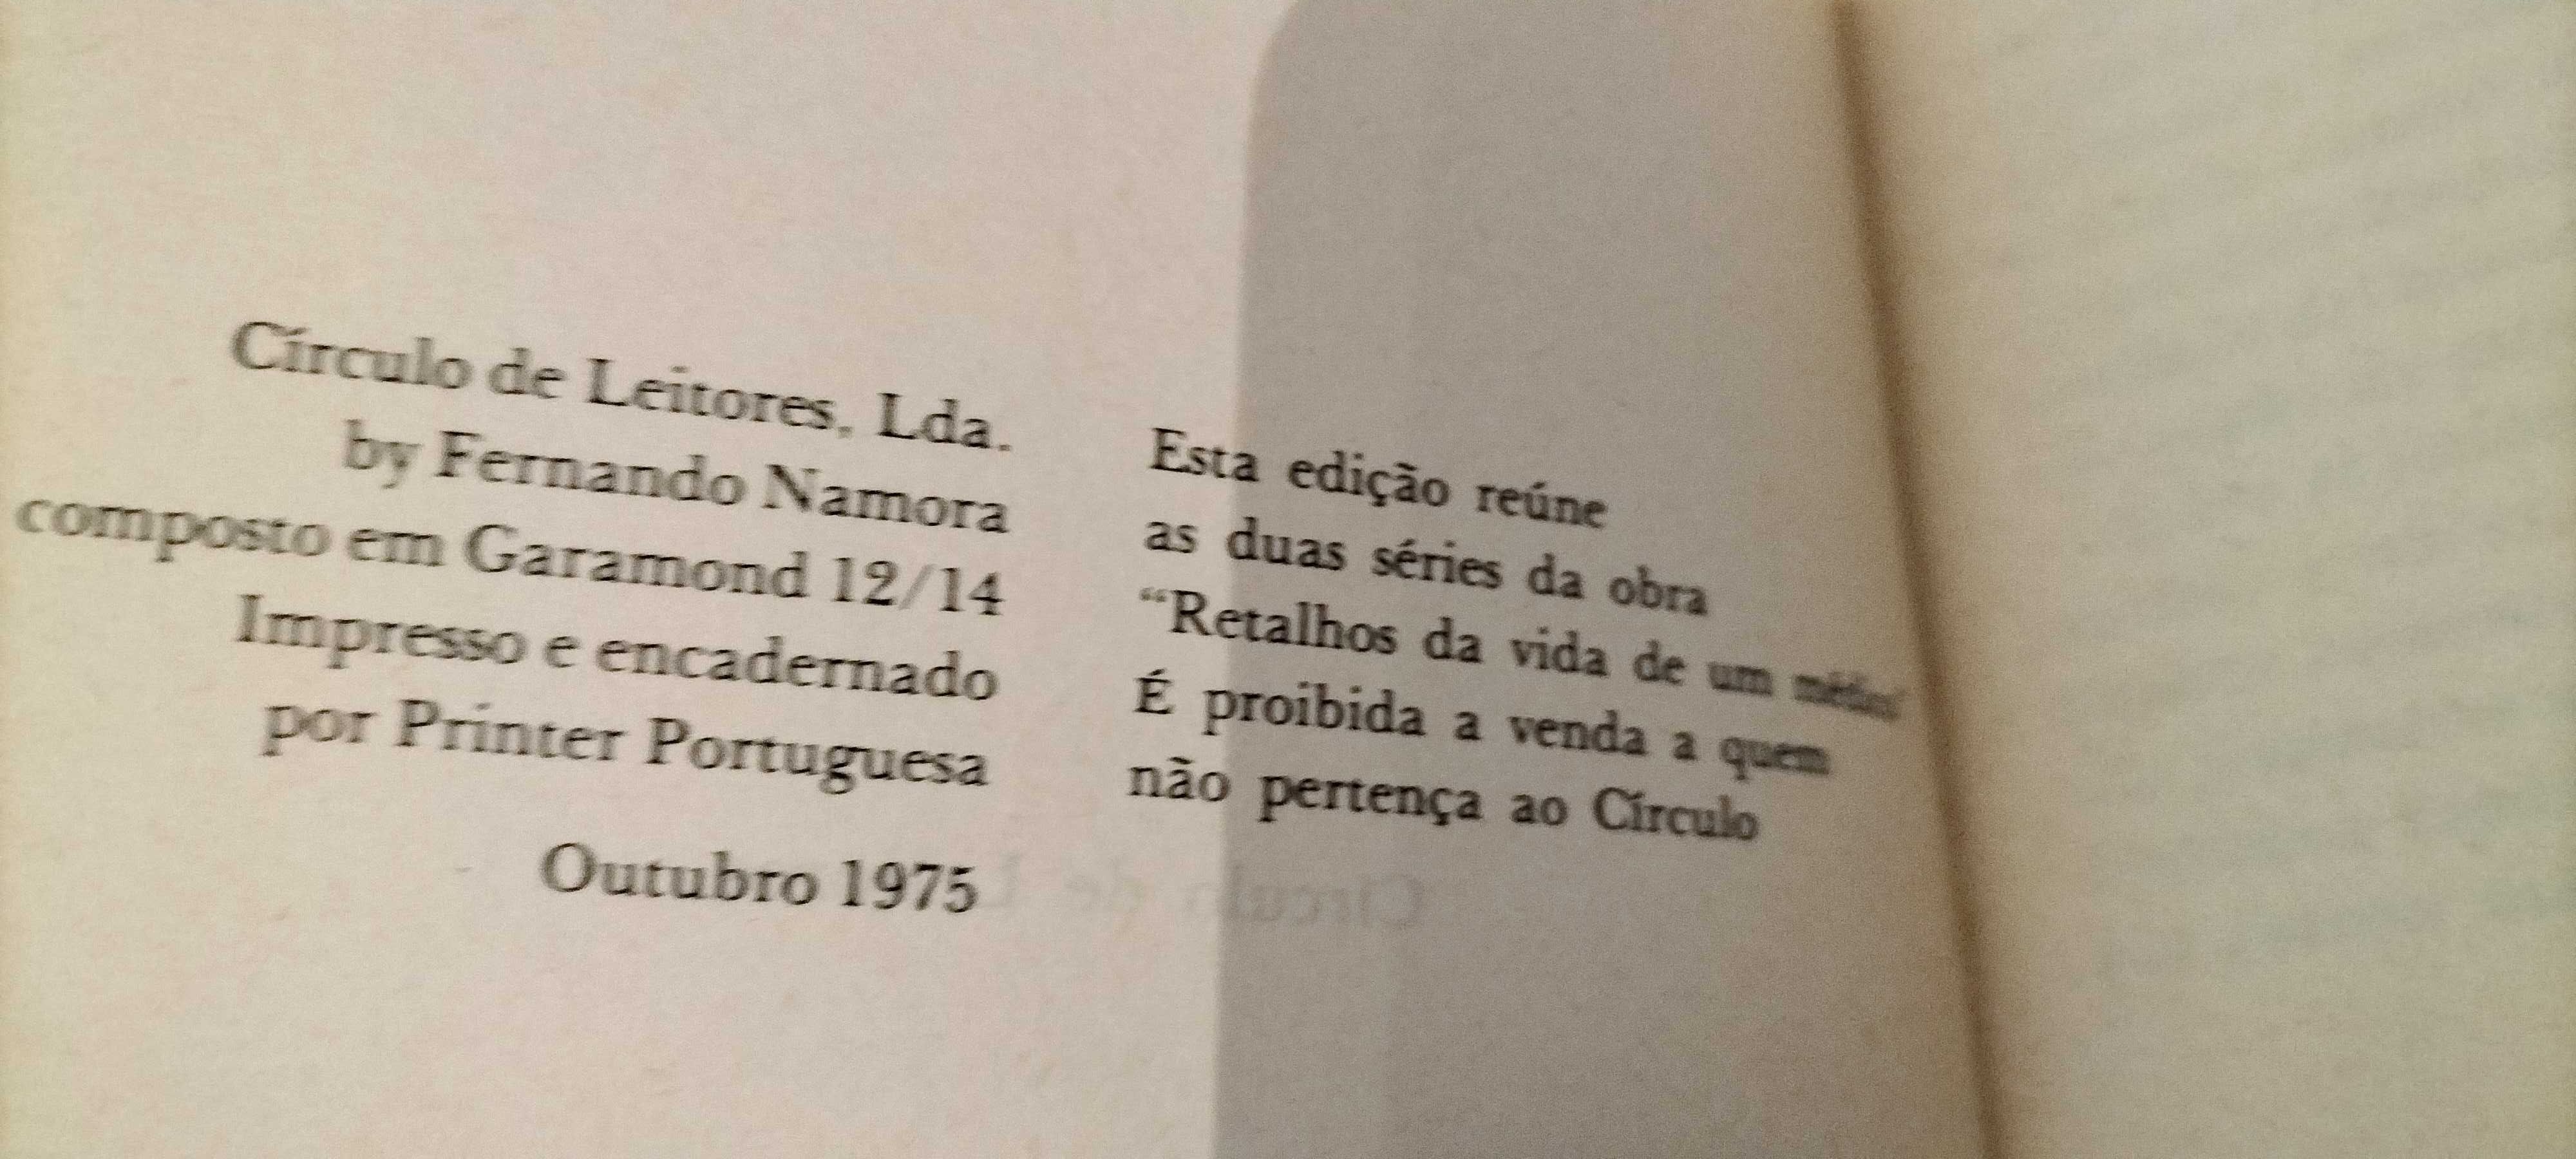 Círculo de Leitores, Lda.
by Fernando Namora
composto em Garamond 12/14
Impresso e encadernado
por Printer Portuguesa
Outubro 1975
Esta edição reúne
as duas séries da obra
“Retalhos da vida de um
É proibida a venda a quem
não pertença ao Círculo